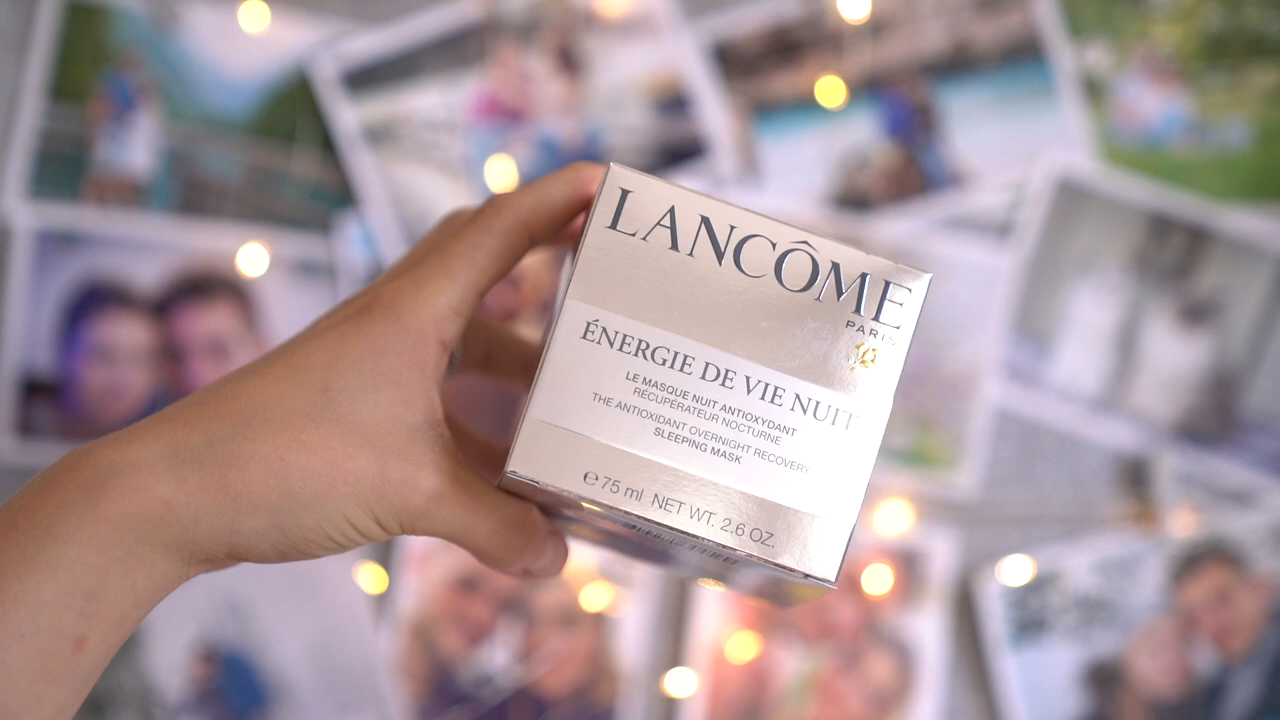 LANCÔME
PARIS
ÉNERGIE DE VIE NUIT
LE MASQUE NUIT ANTIOXYDANT
RÉCUPÉRATEUR NOCTURNE
THE ANTIOXIDANT OVERNIGHT RECOVERY
SLEEPING MASK
℮ 75 ml NET WT. 2.6 OZ.